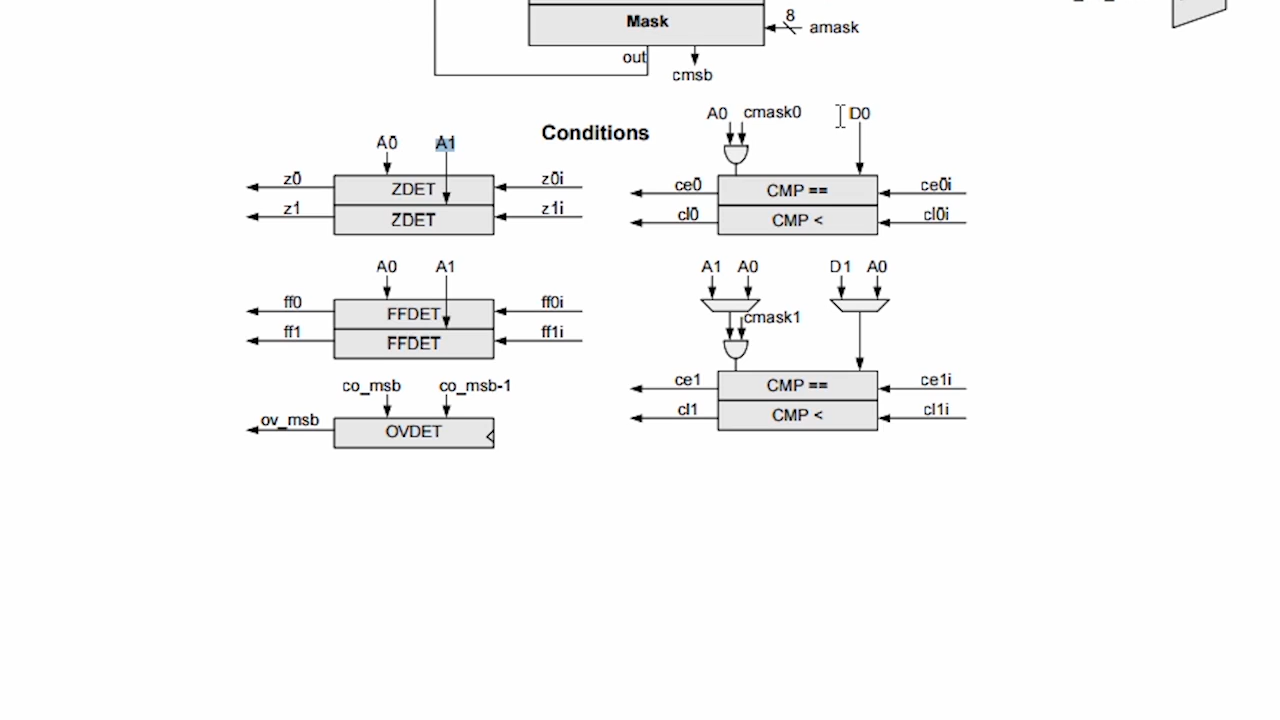 Mask
8
amask
out
cmsb
Conditions
A0
A1
z0
ZDET
z0i
z1
ZDET
z1i
A0
A1
ff0
FFDET
ff0i
ff1
FFDET
ff1i
co_msb
co_msb-1
ov_msb
OVDET
A0
cmask0
D0
ce0
CMP ==
ce0i
cl0
CMP <
cl0i
A1
A0
D1
A0
cmask1
ce1
CMP ==
ce1i
cl1
CMP <
cl1i